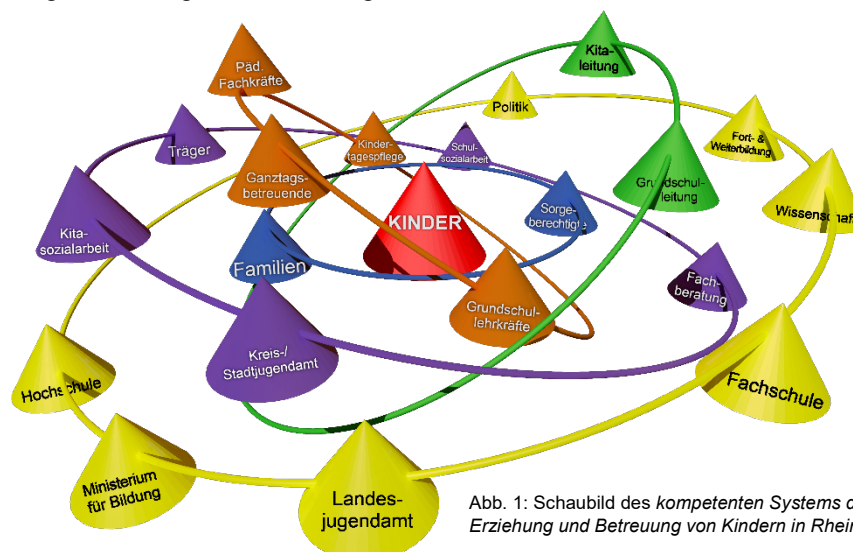 Kita-
leitung
Päd.
Fachkräfte
Politik
Fort- &
Weiterbildung
Träger
Kinder-
tagespflege
Schul-
sozialarbeit
Ganztags-
betreuende
Grundschul-
leitung
Wissenschaft
Kita-
sozialarbeit
KINDER
Sorge-
berechtigte
Familien
Fach-
beratung
Grundschul-
lehrkräfte
Kreis-/
Stadtjugendamt
Hochschule
Fachschule
Ministerium
für Bildung
Landes-
jugendamt
Abb. 1: Schaubild des kompetenten Systems
Erziehung und Betreuung von Kindern in